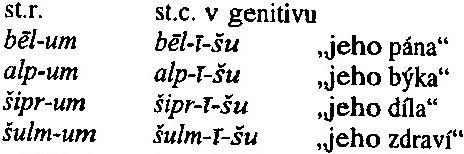 st.r. st.c. v genitivu
bēl-um bēl-ī-šu „jeho pána“
alp-um alp-ī-šu „jeho býka“
šipr-um šipr-ī-šu „jeho díla“
šulm-um šulm-ī-šu „jeho zdraví“